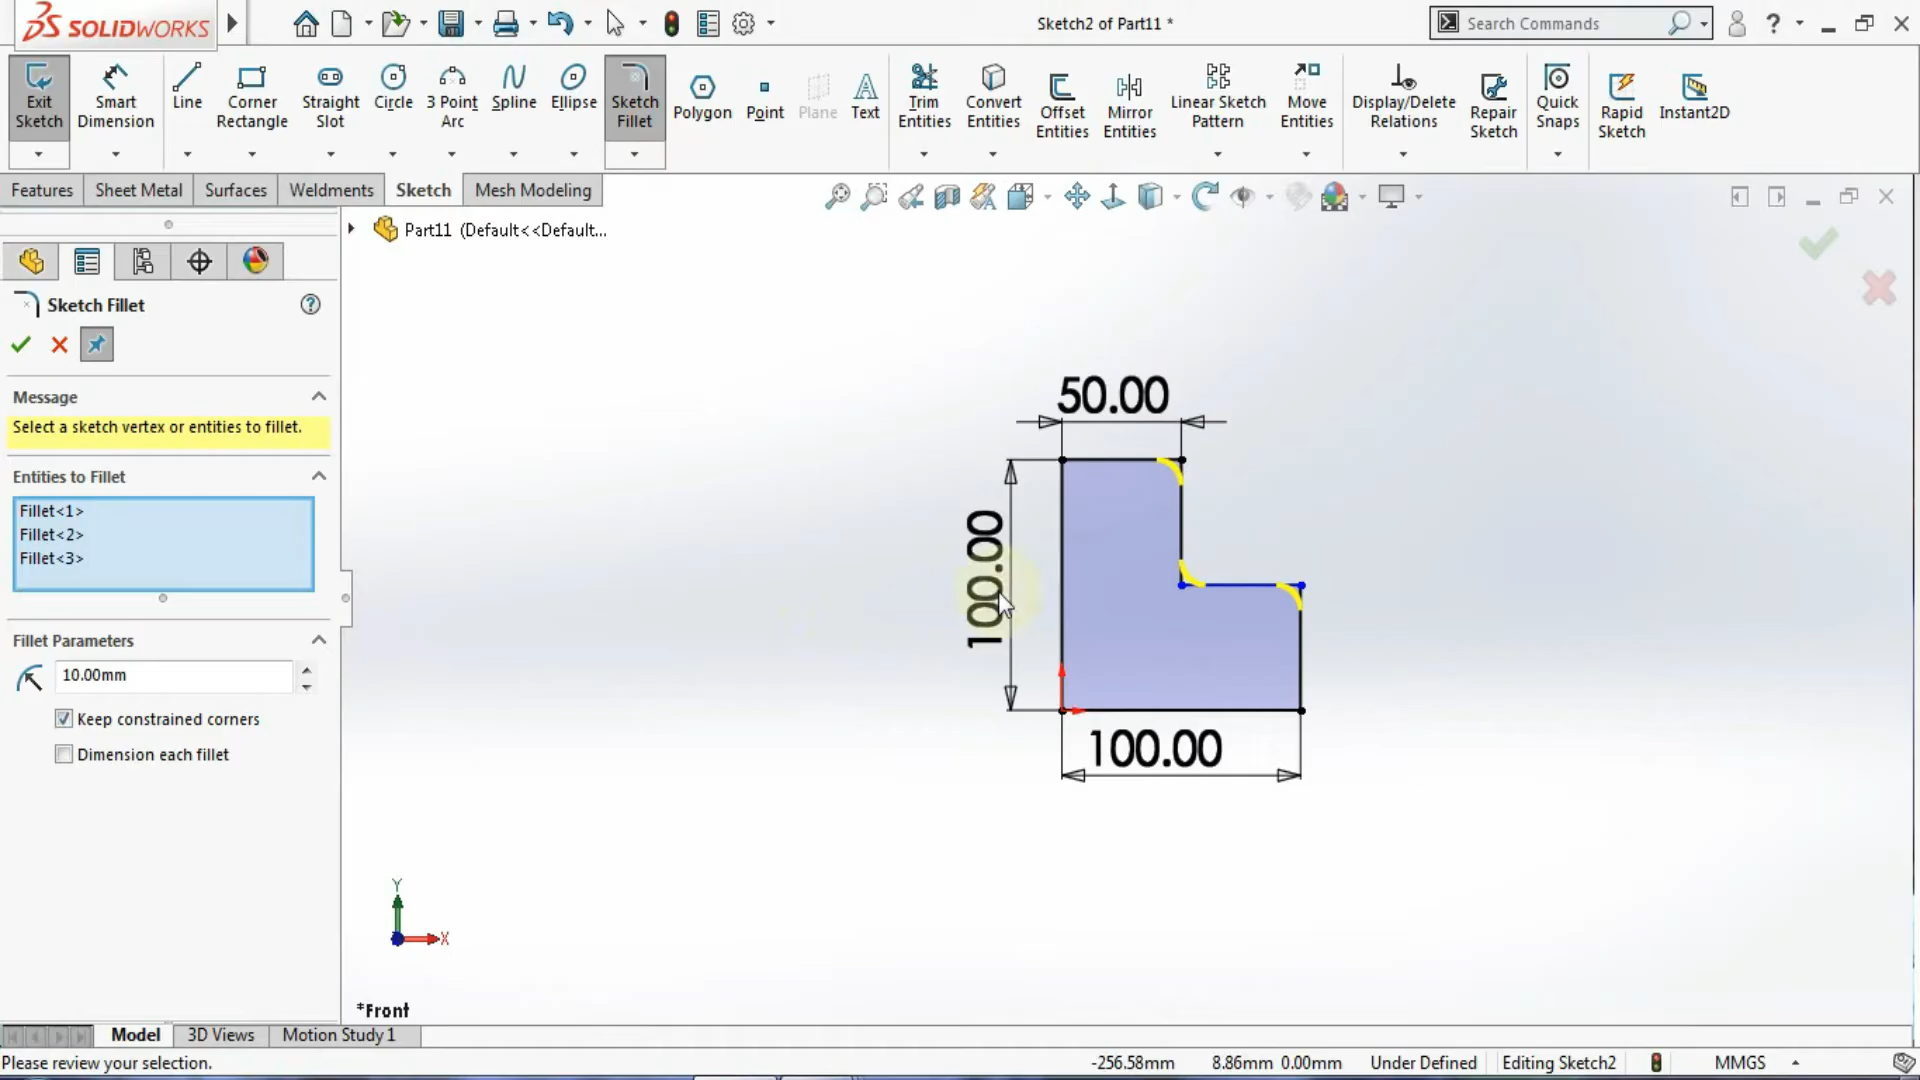 SOLIDWORKS
Sketch2 of Part11 *
Search Commands
Exit Sketch
Smart Dimension
Line
Corner Rectangle
Straight Slot
Circle
3 Point Arc
Spline
Ellipse
Sketch Fillet
Polygon
Point
Plane
Text
Trim Entities
Convert Entities
Offset Entities
Mirror Entities
Linear Sketch Pattern
Move Entities
Display/Delete Relations
Repair Sketch
Quick Snaps
Rapid Sketch
Instant2D
Features
Sheet Metal
Surfaces
Weldments
Sketch
Mesh Modeling
Part11 (Default<<Default...
Sketch Fillet
Message
Select a sketch vertex or entities to fillet.
Entities to Fillet
Fillet<1>
Fillet<2>
Fillet<3>
Fillet Parameters
10.00mm
Keep constrained corners
Dimension each fillet
50.00
100.00
100.00
Y
X
*Front
Model
3D Views
Motion Study 1
Please review your selection.
-256.58mm
8.86mm 0.00mm
Under Defined
Editing Sketch2
MMGS